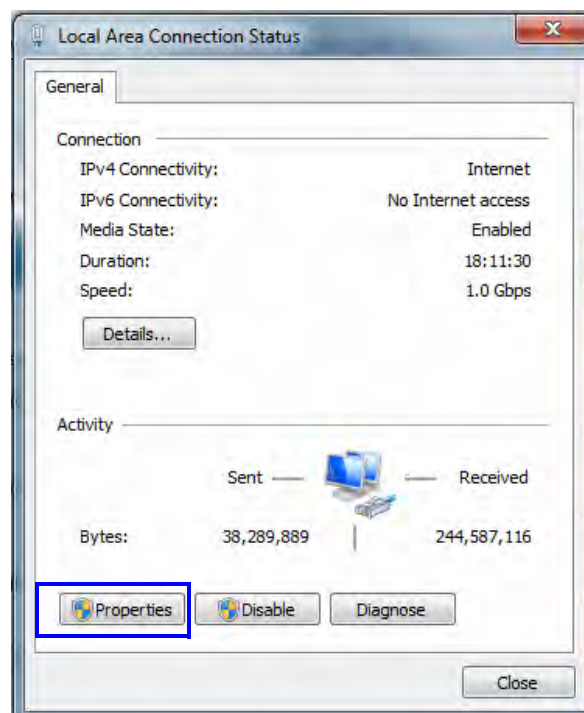 Local Area Connection Status
General
Connection
IPv4 Connectivity: Internet
IPv6 Connectivity: No Internet access
Media State: Enabled
Duration: 18:11:30
Speed: 1.0 Gbps
Details...
Activity
Sent Received
Bytes: 38,289,889 244,587,116
Properties Disable Diagnose
Close